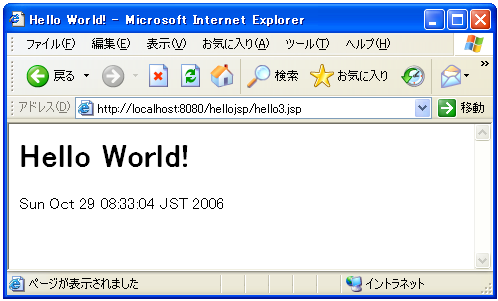 Hello World! - Microsoft Internet Explorer
ファイル(F) 編集(E) 表示(V) お気に入り(A) ツール(T) ヘルプ(H)
戻る 検索 お気に入り »
アドレス(D) http://localhost:8080/hellojsp/hello3.jsp 移動
Hello World!
Sun Oct 29 08:33:04 JST 2006
ページが表示されました イントラネット